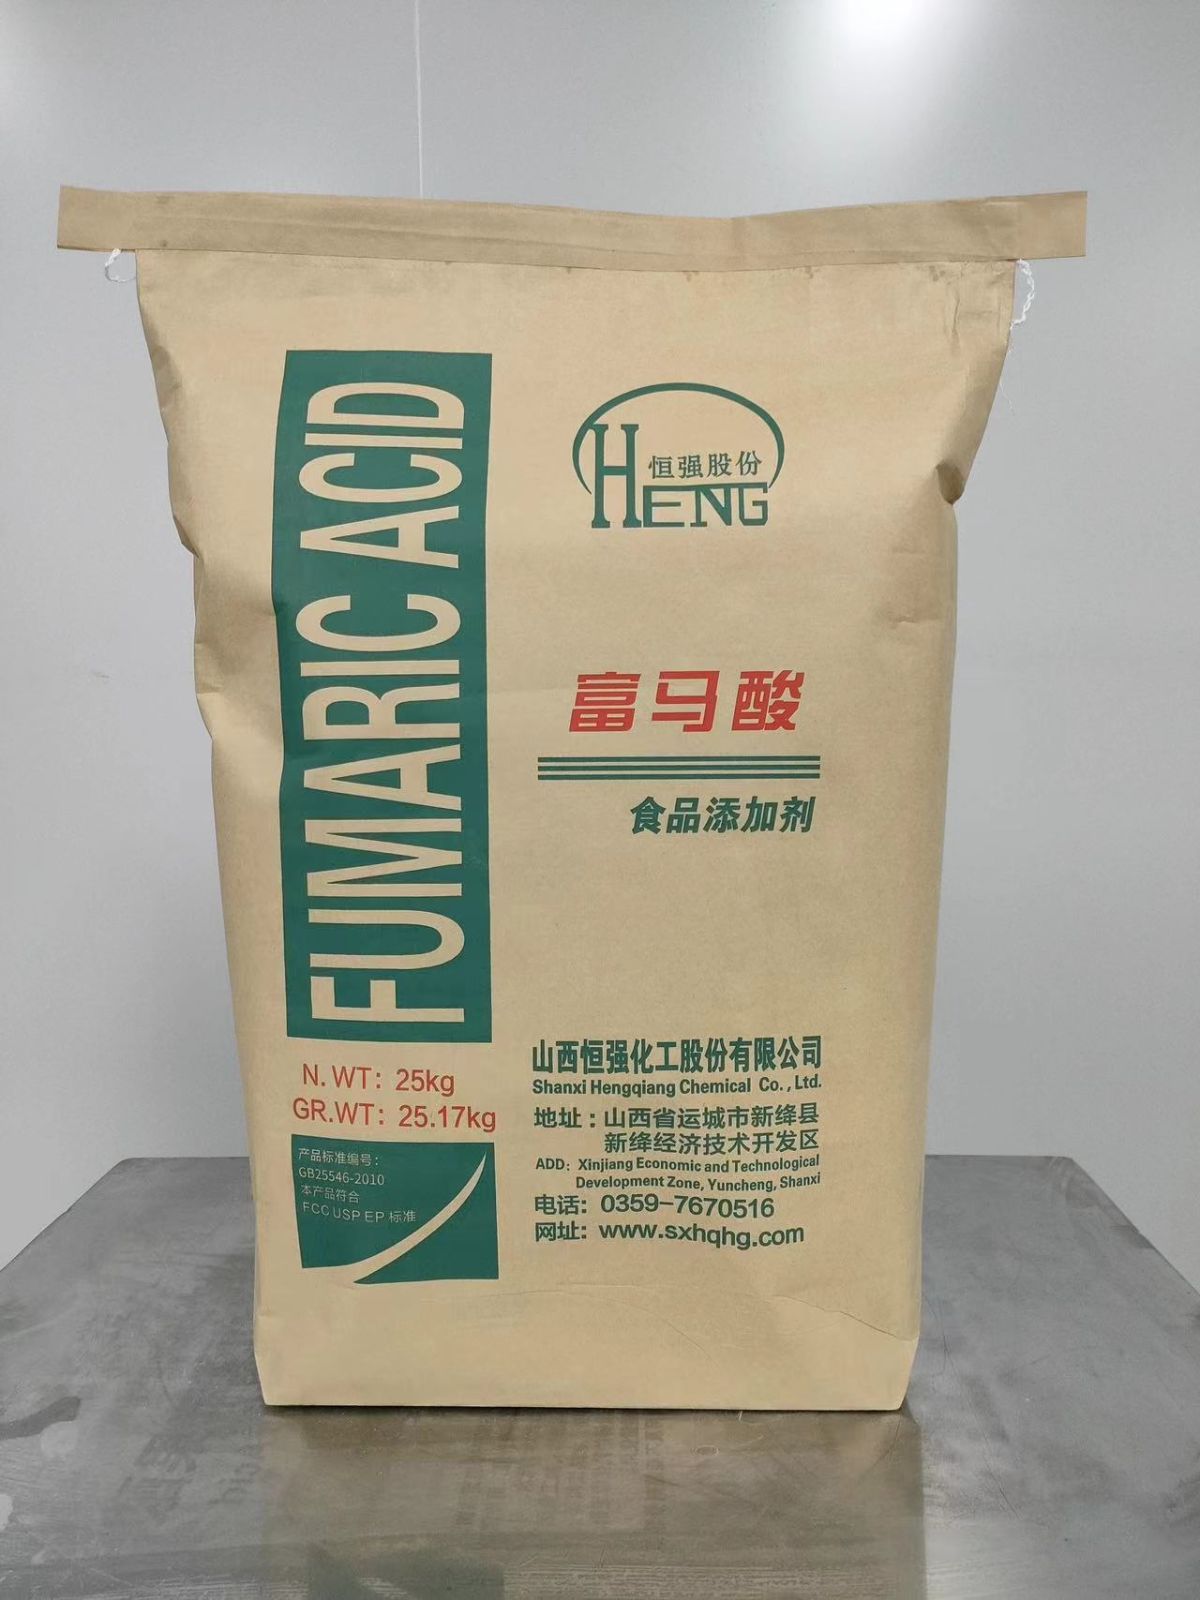 FUMARIC ACID
恒强股份
HENG
富马酸
食品添加剂
N. WT: 25kg
GR.WT: 25.17kg
产品标准编号:
GB25546-2010
本产品符合
FCC USP EP 标准
山西恒强化工股份有限公司
Shanxi Hengqiang Chemical Co., Ltd.
地址：山西省运城市新绛县
新绛经济技术开发区
ADD: Xinjiang Economic and Technological
Development Zone, Yuncheng, Shanxi
电话: 0359-7670516
网址: www.sxhqhg.com